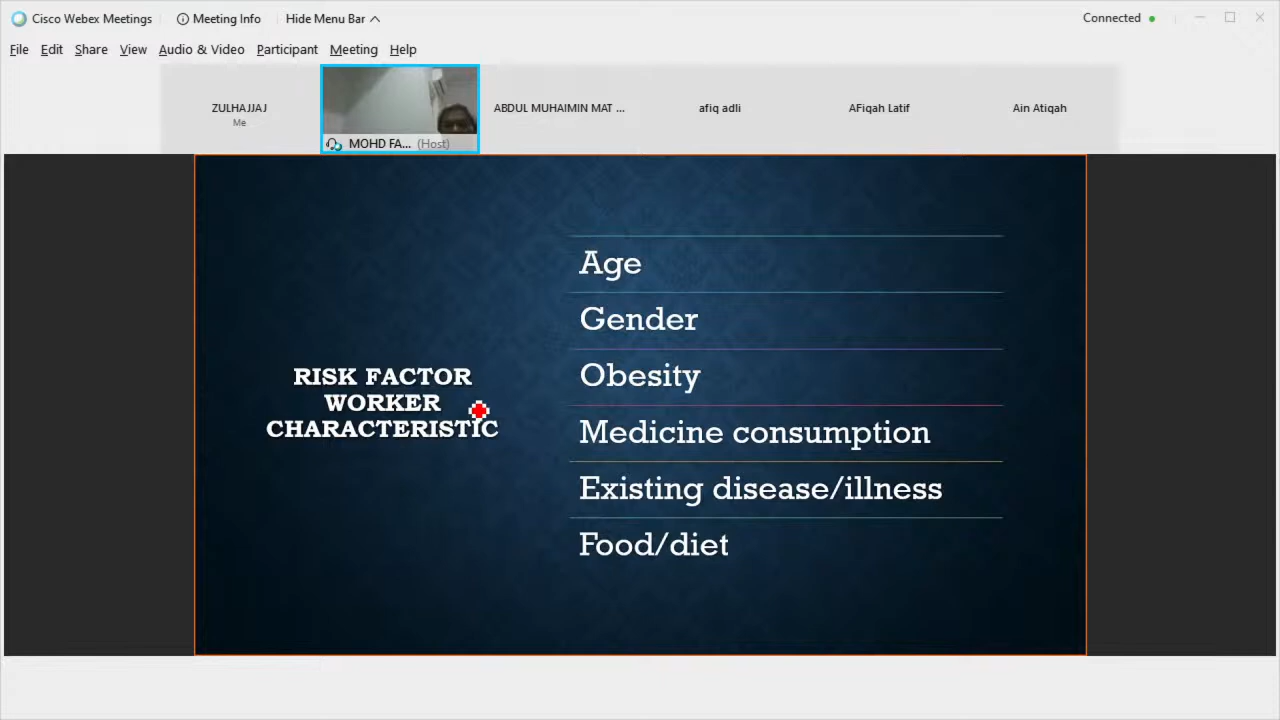 Cisco Webex Meetings
Meeting Info
Hide Menu Bar
Connected
File Edit Share View Audio & Video Participant Meeting Help
ZULHAJJAJ
Me
MOHD FA... (Host)
ABDUL MUHAIMIN MAT ...
afiq adli
AFiqah Latif
Ain Atiqah
RISK FACTOR
WORKER
CHARACTERISTIC
Age
Gender
Obesity
Medicine consumption
Existing disease/illness
Food/diet